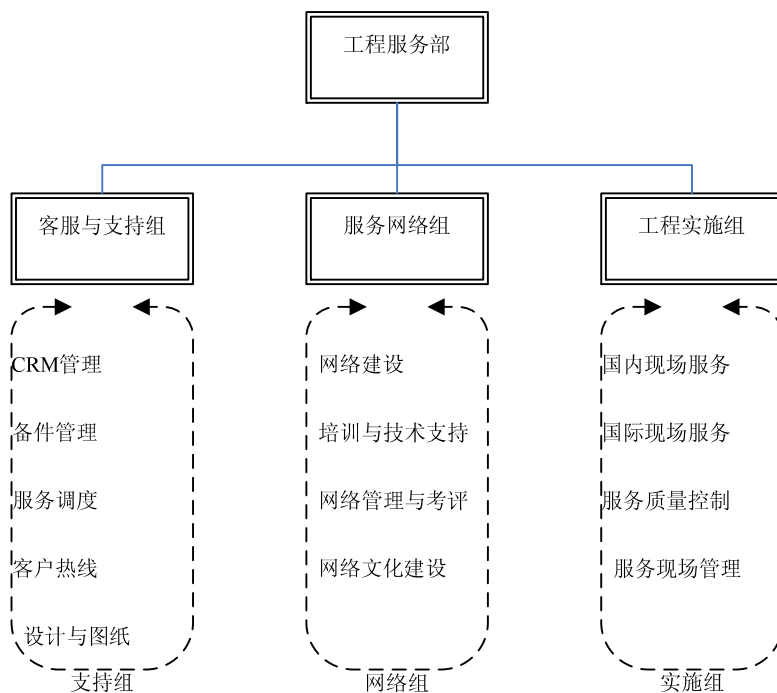 工程服务部
客服与支持组
服务网络组
工程实施组
CRM管理
备件管理
服务调度
客户热线
设计与图纸
支持组
网络建设
培训与技术支持
网络管理与考评
网络文化建设
网络组
国内现场服务
国际现场服务
服务质量控制
服务现场管理
实施组